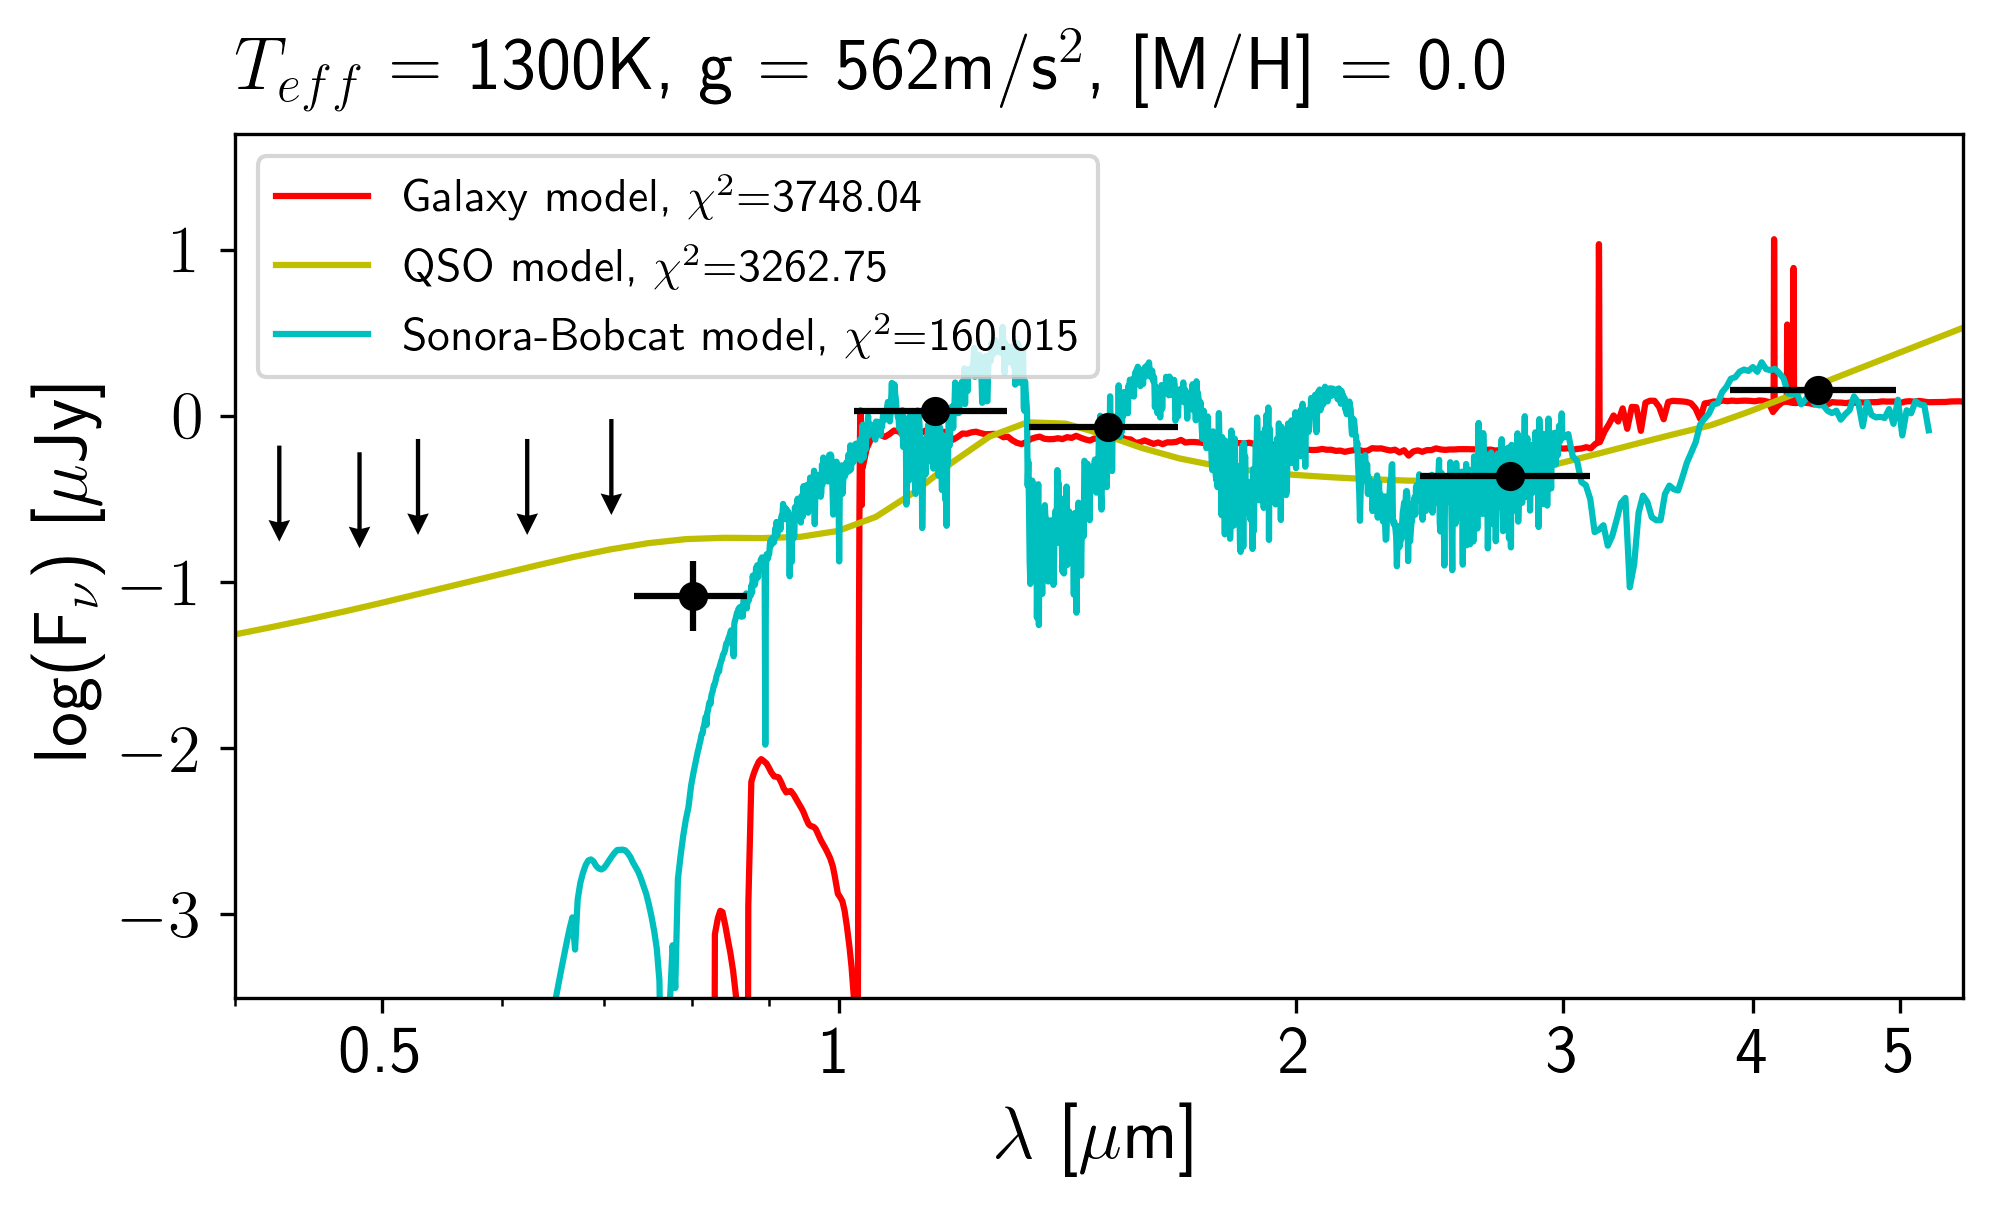 T_eff = 1300K, g = 562m/s², [M/H] = 0.0
Galaxy model, χ²=3748.04
QSO model, χ²=3262.75
Sonora-Bobcat model, χ²=160.015
log(F_ν) [μJy]
1
0
−1
−2
−3
0.5 1 2 3 4 5
λ [μm]